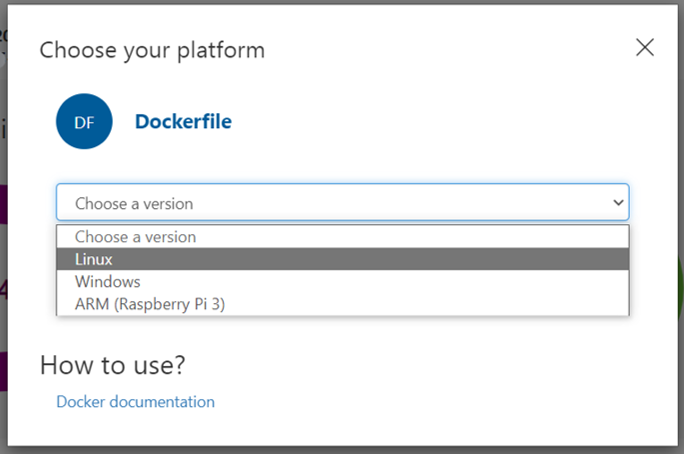 Choose your platform
DF
Dockerfile
Choose a version
Choose a version
Linux
Windows
ARM (Raspberry Pi 3)
How to use?
Docker documentation